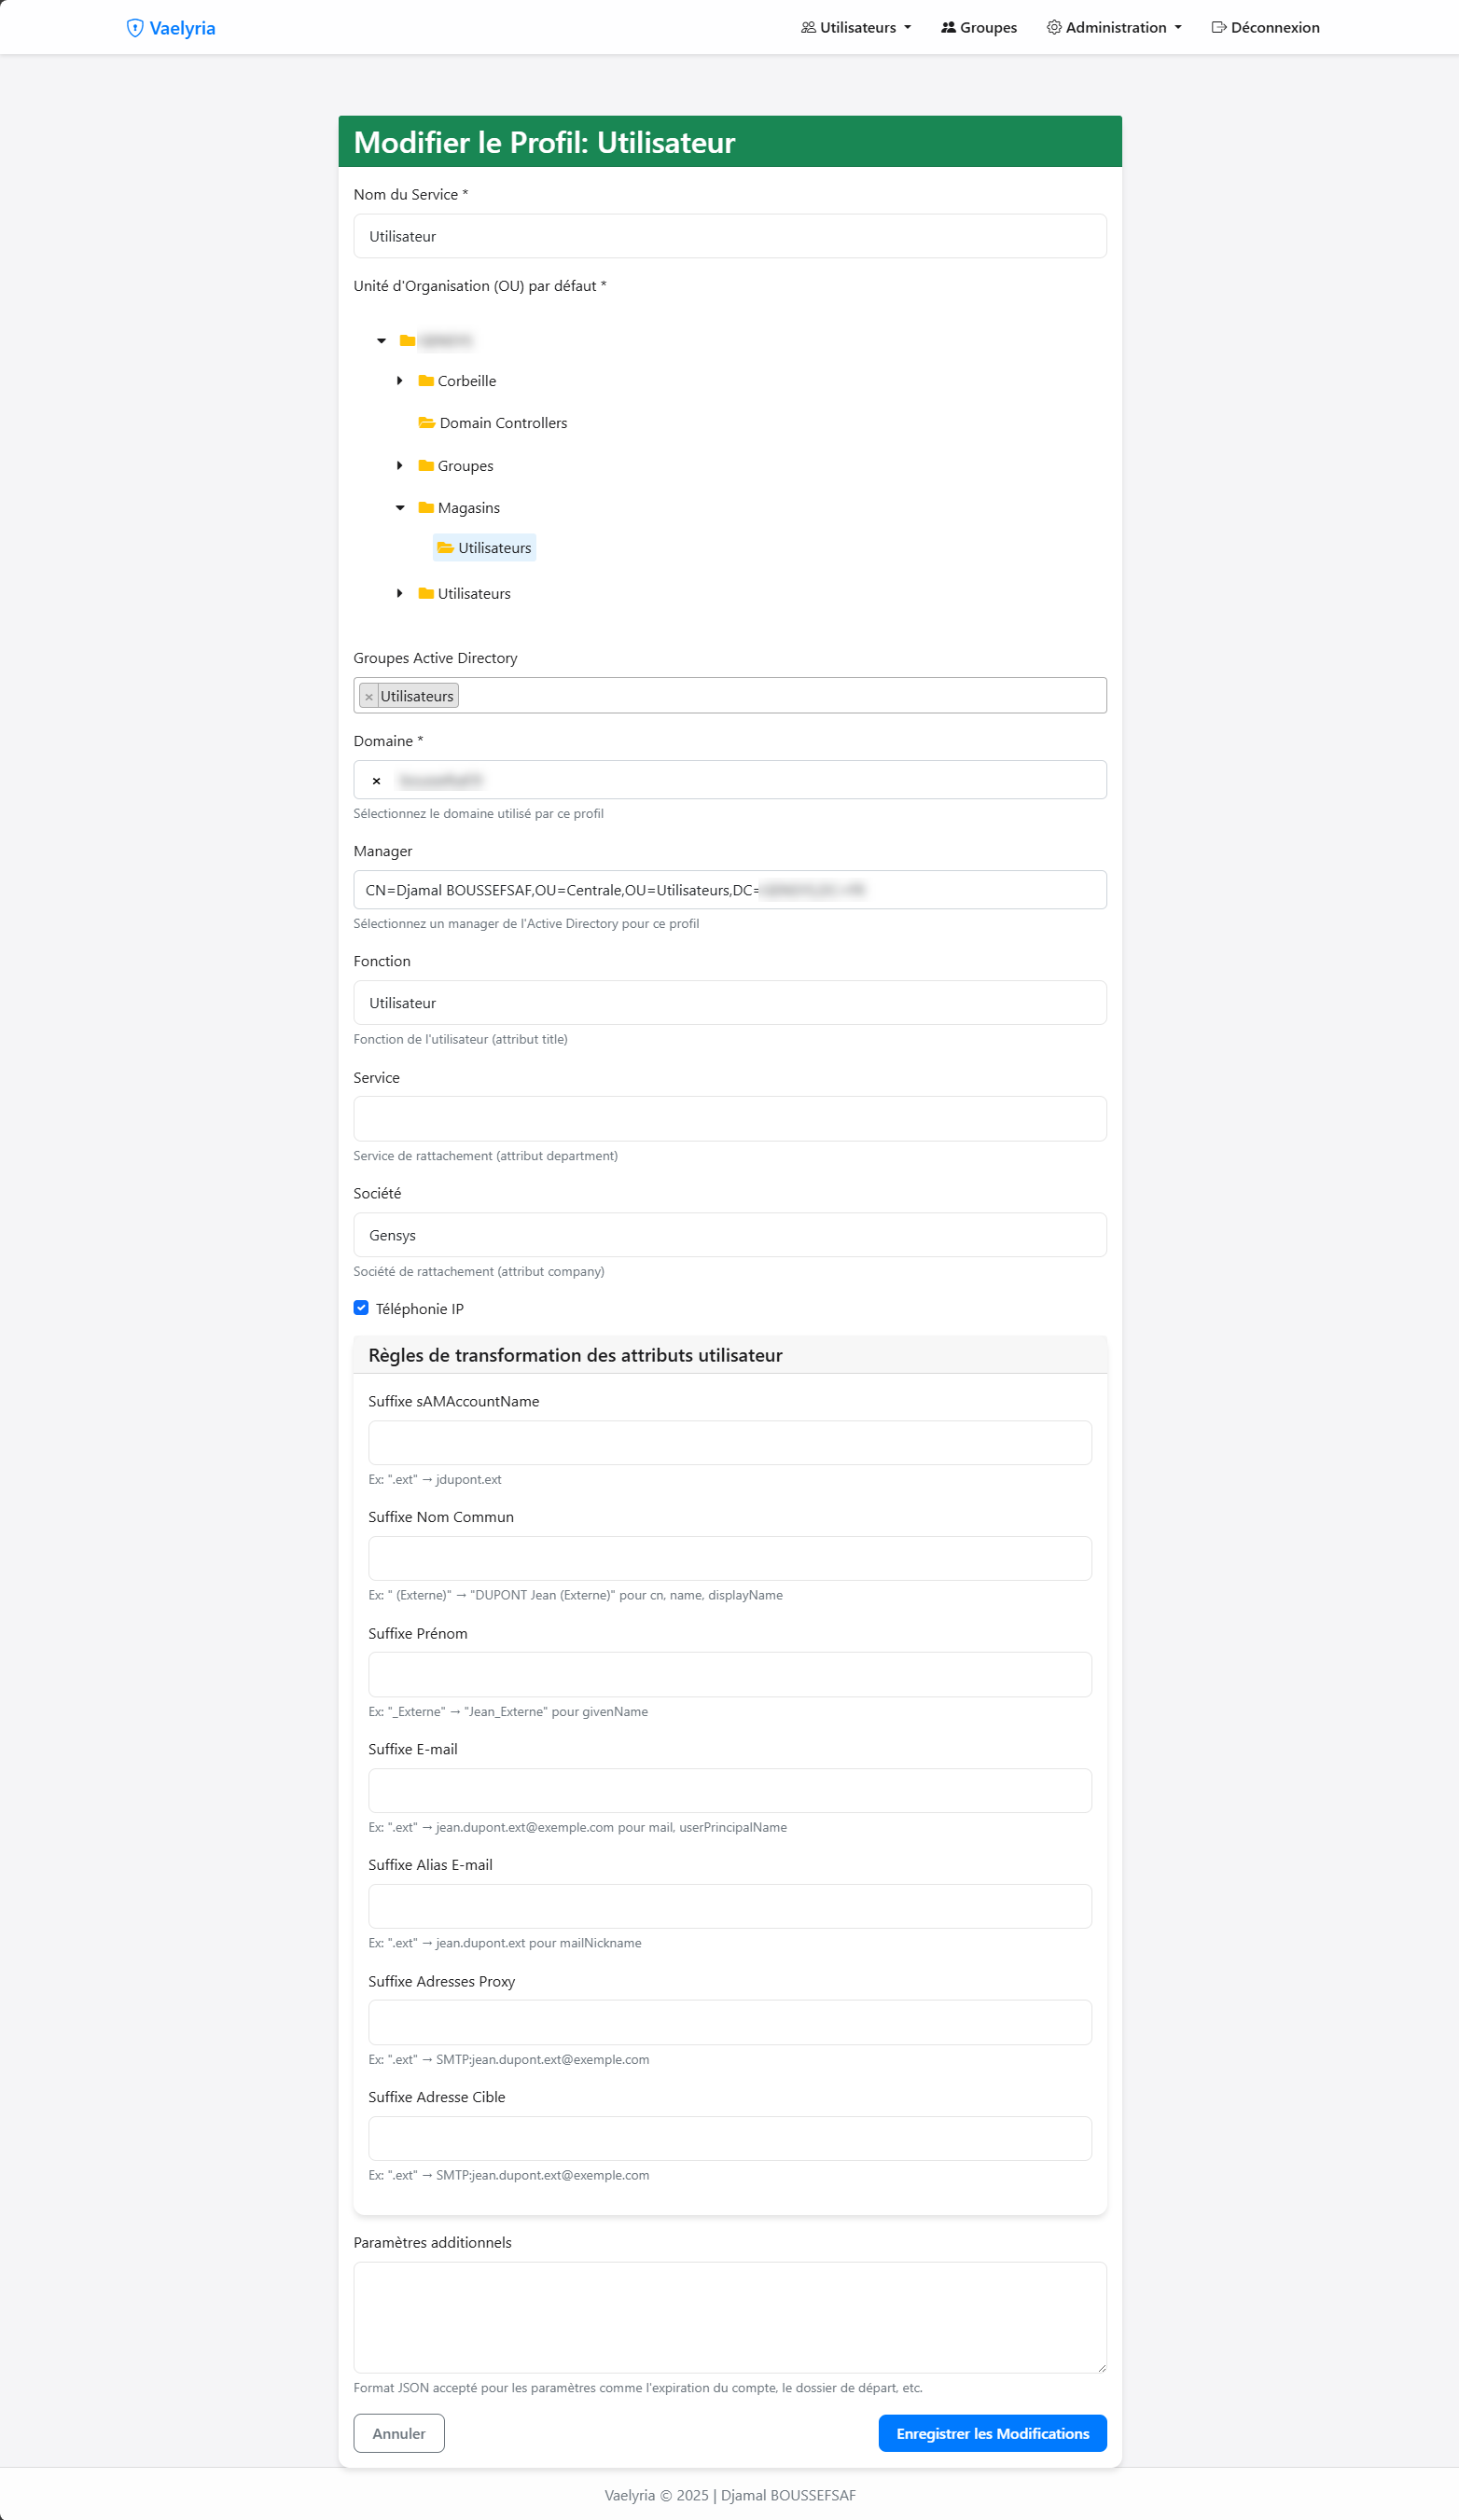 Vaelyria
Utilisateurs
Groupes
Administration
Déconnexion
Modifier le Profil: Utilisateur
Nom du Service *
Utilisateur
Unité d'Organisation (OU) par défaut *
Corbeille
Domain Controllers
Groupes
Magasins
Utilisateurs
Utilisateurs
Groupes Active Directory
× Utilisateurs
Domaine *
×
Sélectionnez le domaine utilisé par ce profil
Manager
CN=Djamal BOUSSEFSAF,OU=Centrale,OU=Utilisateurs,DC=
Sélectionnez un manager de l'Active Directory pour ce profil
Fonction
Utilisateur
Fonction de l'utilisateur (attribut title)
Service
Service de rattachement (attribut department)
Société
Gensys
Société de rattachement (attribut company)
Téléphonie IP
Règles de transformation des attributs utilisateur
Suffixe sAMAccountName
Ex: ".ext" → jdupont.ext
Suffixe Nom Commun
Ex: " (Externe)" → "DUPONT Jean (Externe)" pour cn, name, displayName
Suffixe Prénom
Ex: "_Externe" → "Jean_Externe" pour givenName
Suffixe E-mail
Ex: ".ext" → jean.dupont.ext@exemple.com pour mail, userPrincipalName
Suffixe Alias E-mail
Ex: ".ext" → jean.dupont.ext pour mailNickname
Suffixe Adresses Proxy
Ex: ".ext" → SMTP:jean.dupont.ext@exemple.com
Suffixe Adresse Cible
Ex: ".ext" → SMTP:jean.dupont.ext@exemple.com
Paramètres additionnels
Format JSON accepté pour les paramètres comme l'expiration du compte, le dossier de départ, etc.
Annuler
Enregistrer les Modifications
Vaelyria © 2025 | Djamal BOUSSEFSAF